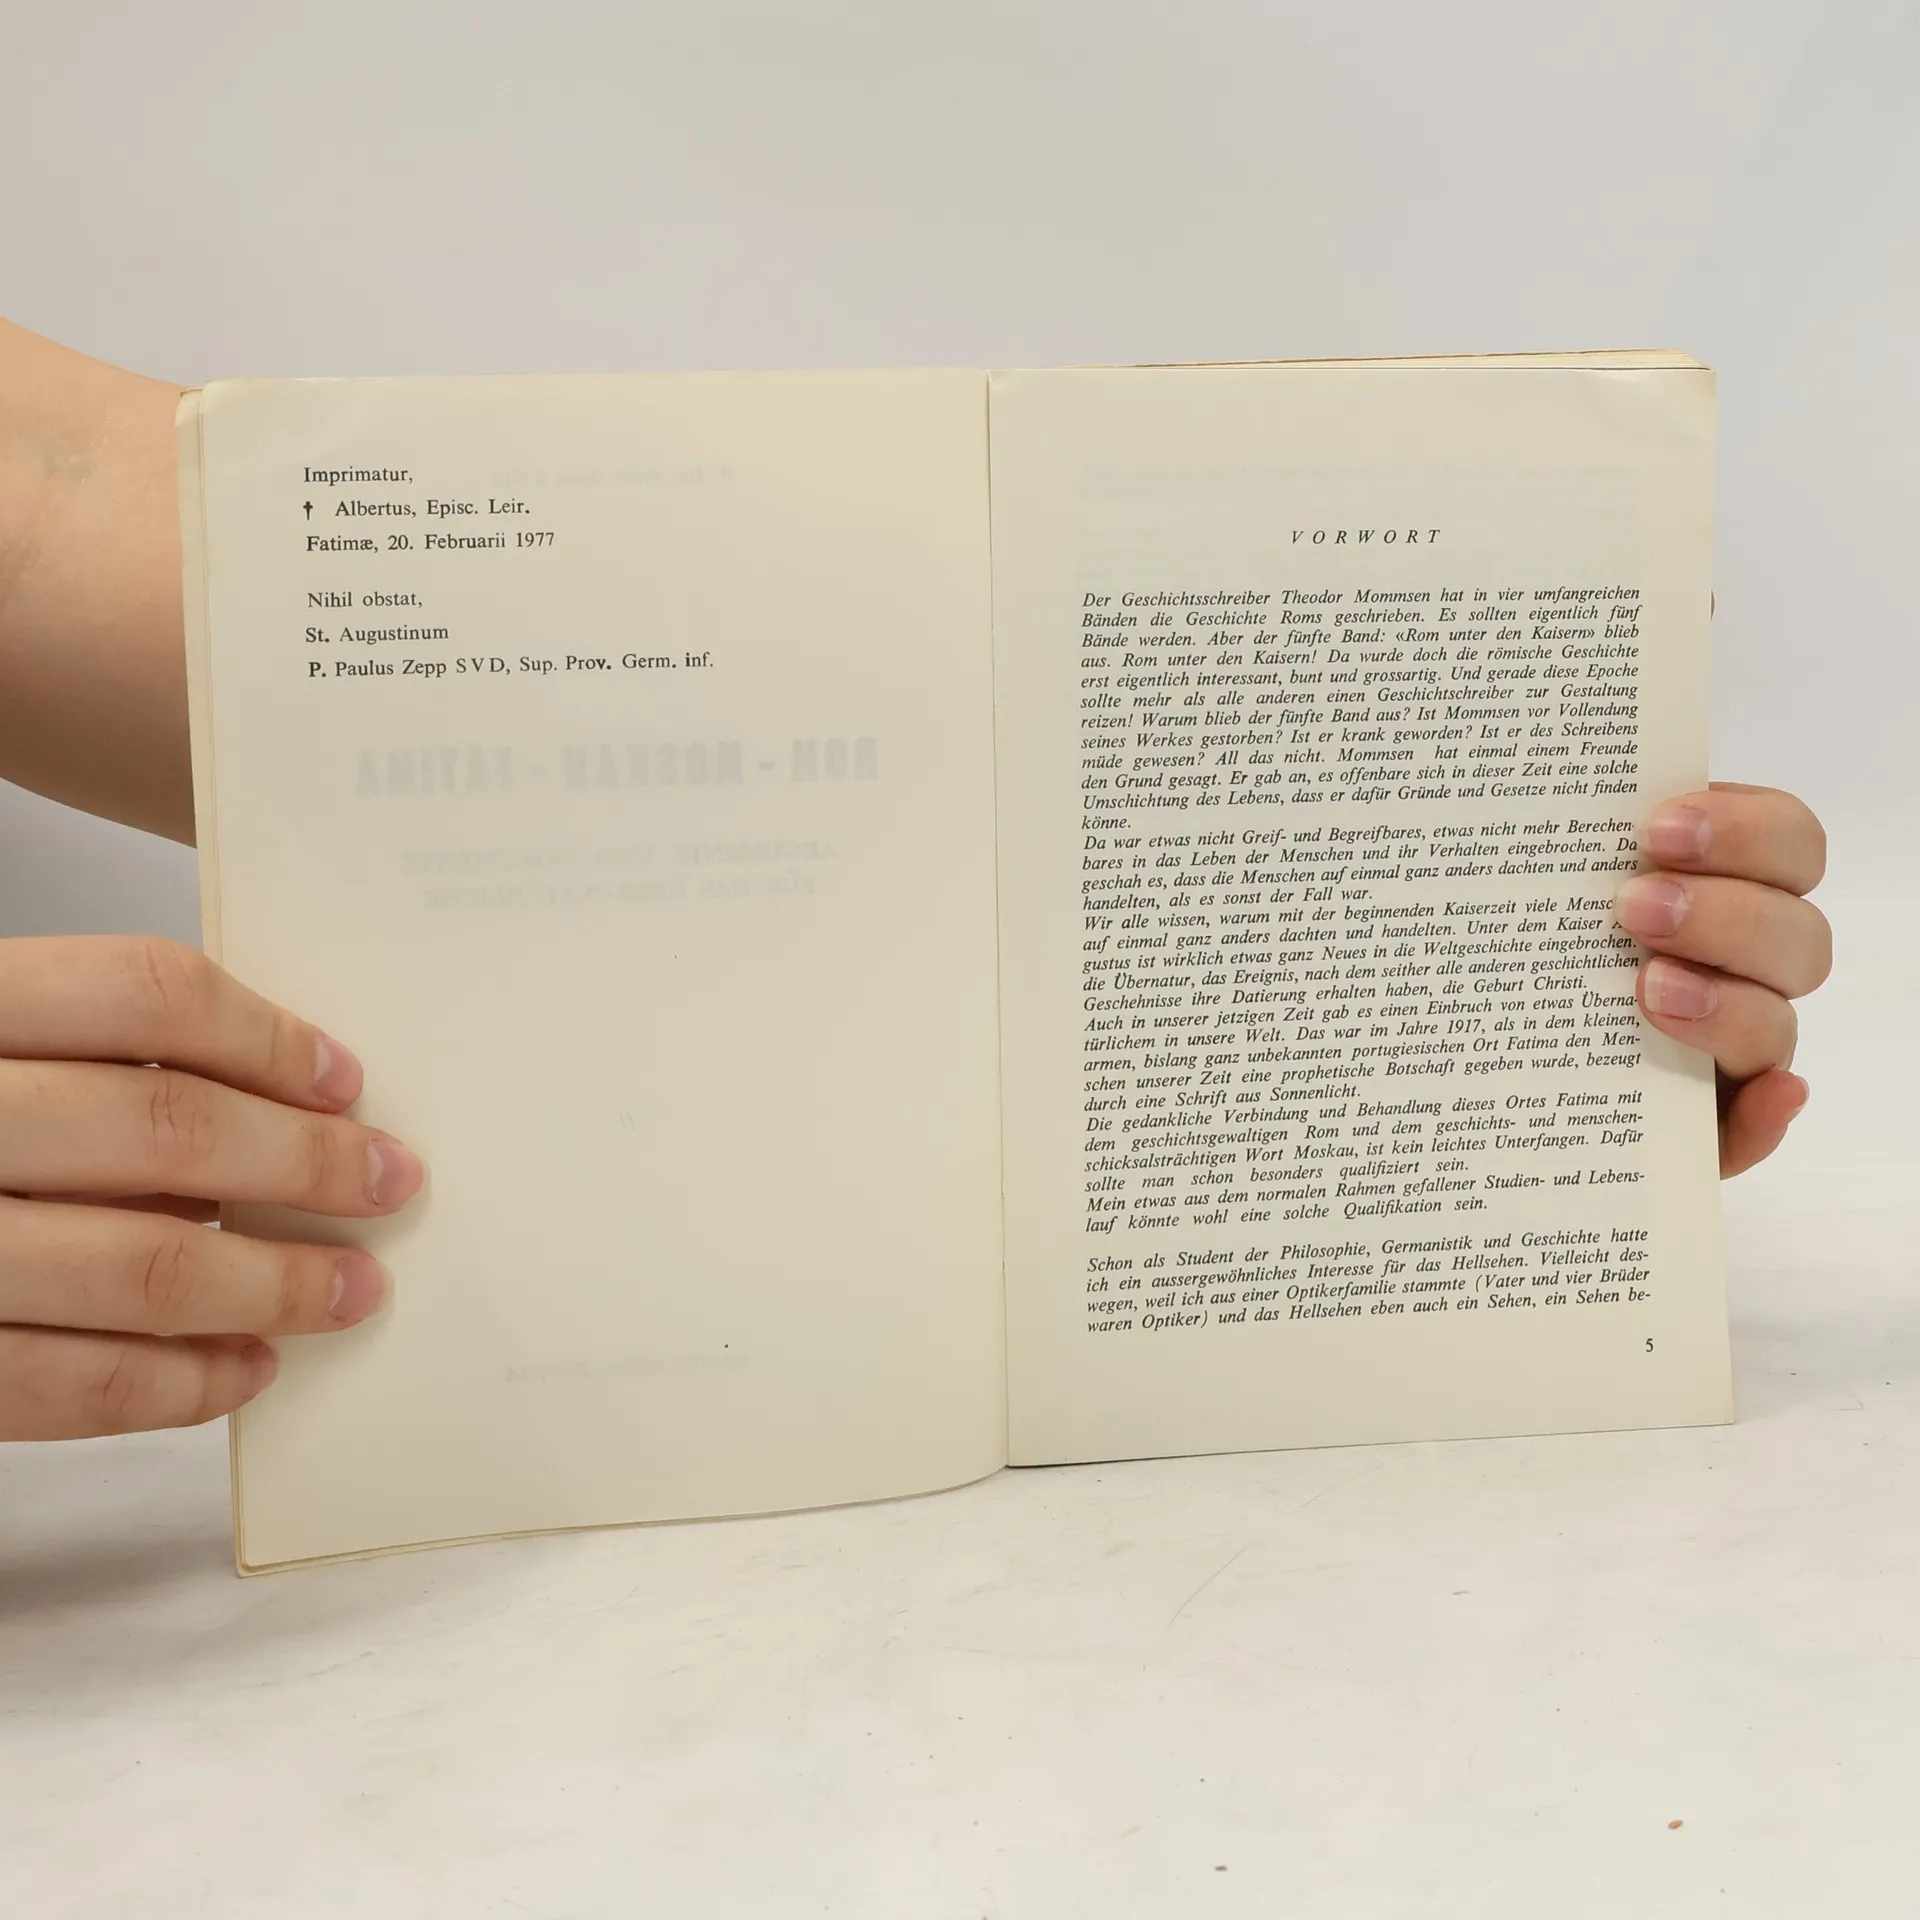 Imprimatur,
† Albertus, Episc. Leir.
Fatimæ, 20. Februarii 1977
Nihil obstat,
St. Augustinum
P. Paulus Zepp SVD, Sup. Prov. Germ. inf.
ROM - MOSKAU - FATIMA
VORWORT
Der Geschichtsschreiber Theodor Mommsen hat in vier umfangreichen
Bänden die Geschichte Roms geschrieben. Es sollten eigentlich fünf
Bände werden. Aber der fünfte Band: «Rom unter den Kaisern» blieb
aus. Rom unter den Kaisern! Da wurde doch die römische Geschichte
erst eigentlich interessant, bunt und grossartig. Und gerade diese Epoche
sollte mehr als alle anderen einen Geschichtschreiber zur Gestaltung
reizen! Warum blieb der fünfte Band aus? Ist Mommsen vor Vollendung
seines Werkes gestorben? Ist er krank geworden? Ist er des Schreibens
müde gewesen? All das nicht. Mommsen hat einmal einem Freunde
den Grund gesagt. Er gab an, es offenbare sich in dieser Zeit eine solche
Umschichtung des Lebens, dass er dafür Gründe und Gesetze nicht finden
könne.
Da war etwas nicht Greif- und Begreifbares, etwas nicht mehr Berechen-
bares in das Leben der Menschen und ihr Verhalten eingebrochen. Da
geschah es, dass die Menschen auf einmal ganz anders dachten und anders
handelten, als es sonst der Fall war.
Wir alle wissen, warum mit der beginnenden Kaiserzeit viele Mensc
auf einmal ganz anders dachten und handelten. Unter dem Kaiser
gustus ist wirklich etwas ganz Neues in die Weltgeschichte eingebrochen:
die Übernatur, das Ereignis, nach dem seither alle anderen geschichtlichen
Geschehnisse ihre Datierung erhalten haben, die Geburt Christi.
Auch in unserer jetzigen Zeit gab es einen Einbruch von etwas Überna-
türlichem in unsere Welt. Das war im Jahre 1917, als in dem kleinen,
armen, bislang ganz unbekannten portugiesischen Ort Fatima den Men-
schen unserer Zeit eine prophetische Botschaft gegeben wurde, bezeugt
durch eine Schrift aus Sonnenlicht.
Die gedankliche Verbindung und Behandlung dieses Ortes Fatima mit
dem geschichtsgewaltigen Rom und dem geschichts- und menschen-
schicksalsträchtigen Wort Moskau, ist kein leichtes Unterfangen. Dafür
sollte man schon besonders qualifiziert sein.
Mein etwas aus dem normalen Rahmen gefallener Studien- und Lebens-
lauf könnte wohl eine solche Qualifikation sein.
Schon als Student der Philosophie, Germanistik und Geschichte hatte
ich ein aussergewöhnliches Interesse für das Hellsehen. Vielleicht des-
wegen, weil ich aus einer Optikerfamilie stammte (Vater und vier Brüder
waren Optiker) und das Hellsehen eben auch ein Sehen, ein Sehen be-
5